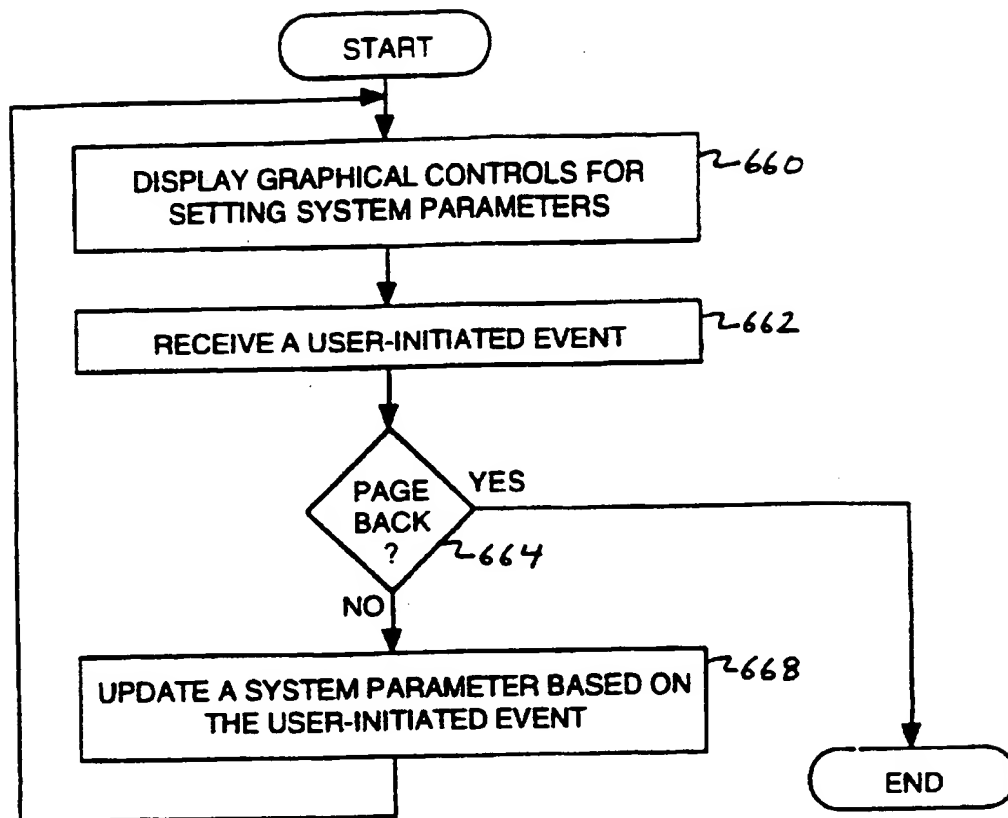 START
DISPLAY GRAPHICAL CONTROLS FOR
SETTING SYSTEM PARAMETERS
660
RECEIVE A USER-INITIATED EVENT
662
PAGE
BACK
?
YES
664
NO
UPDATE A SYSTEM PARAMETER BASED ON
THE USER-INITIATED EVENT
668
END